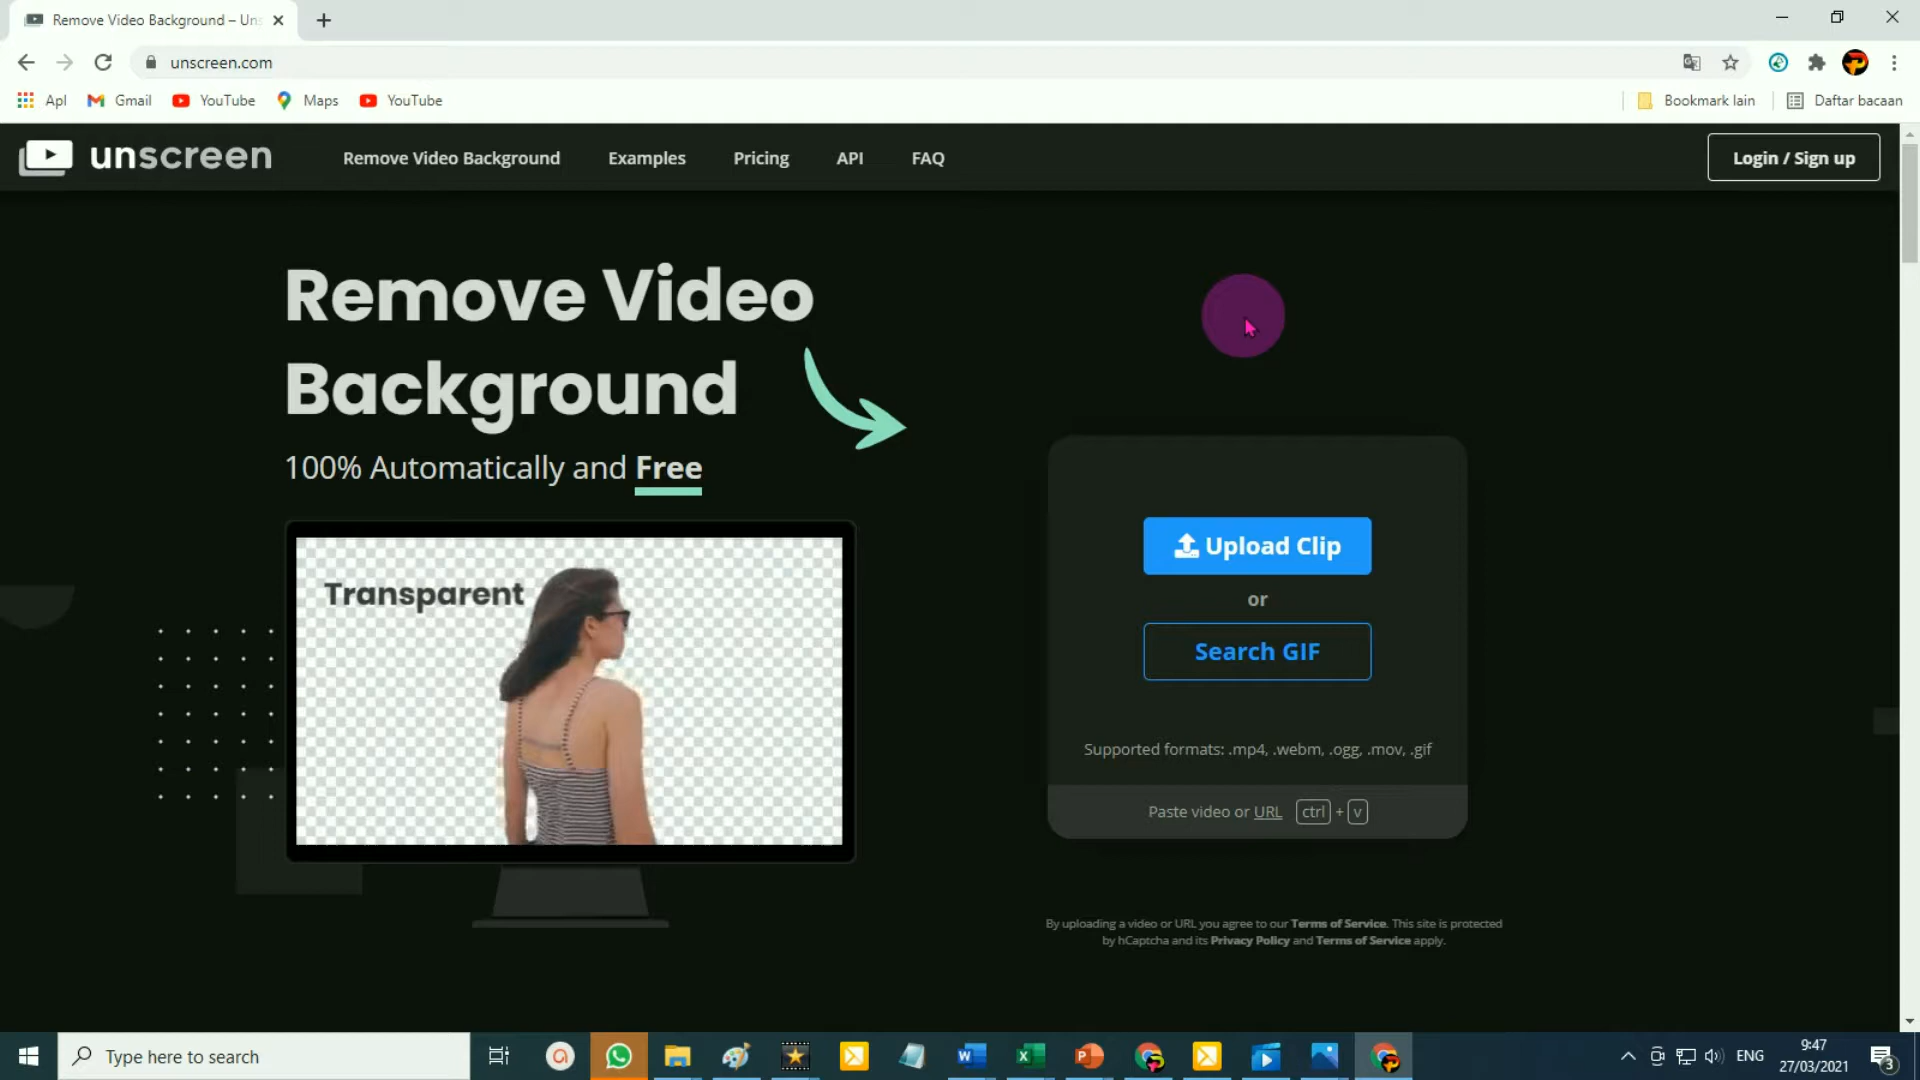 Remove Video Background – Uns
unscreen.com
Apl
Gmail
YouTube
Maps
YouTube
Bookmark lain
Daftar bacaan
unscreen
Remove Video Background
Examples
Pricing
API
FAQ
Login / Sign up
Remove Video
Background
100% Automatically and Free
Transparent
Upload Clip
or
Search GIF
Supported formats: .mp4, .webm, .ogg, .mov, .gif
Paste video or URL ctrl + v
By uploading a video or URL you agree to our Terms of Service. This site is protected
by hCaptcha and its Privacy Policy and Terms of Service apply.
Type here to search
ENG
9:47
27/03/2021
3